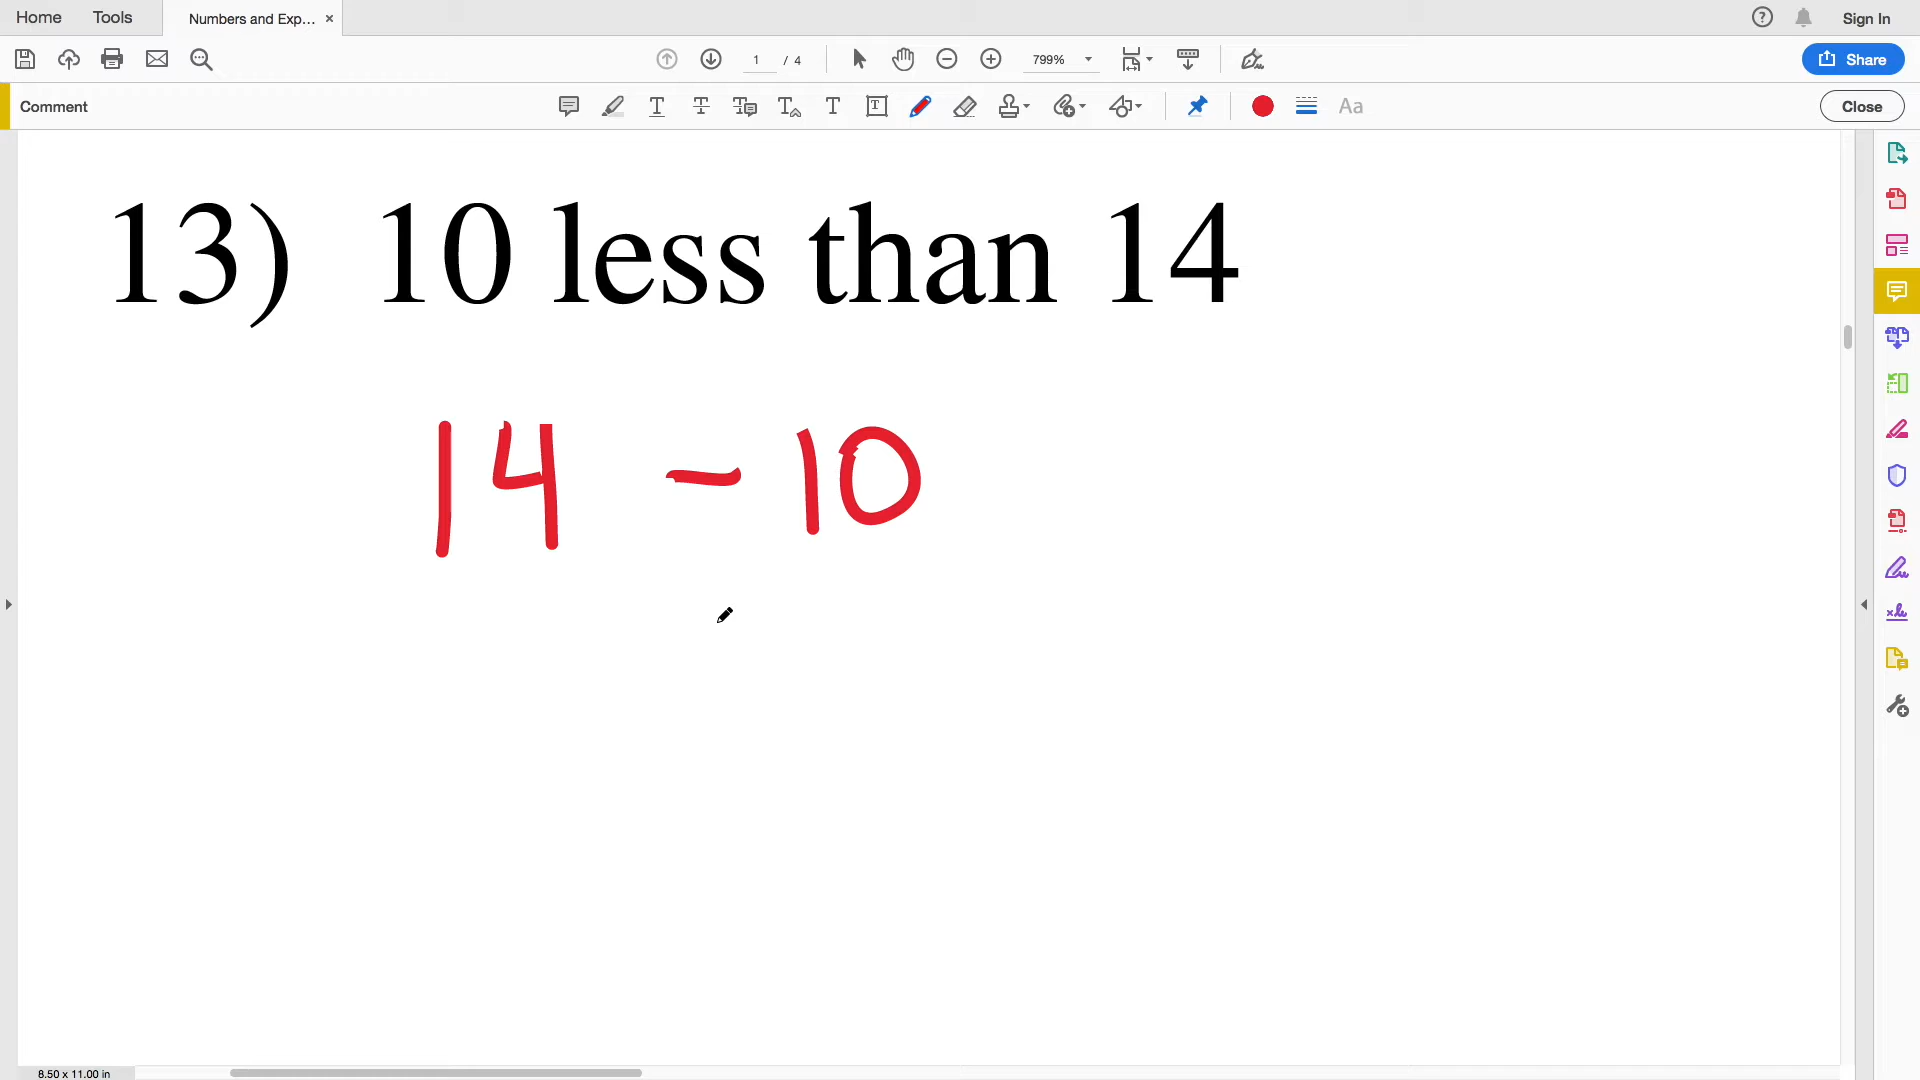 Home Tools Numbers and Exp... × Sign In
1 / 4 799% Share
Comment Aa Close
13) 10 less than 14
14 - 10
8.50 x 11.00 in